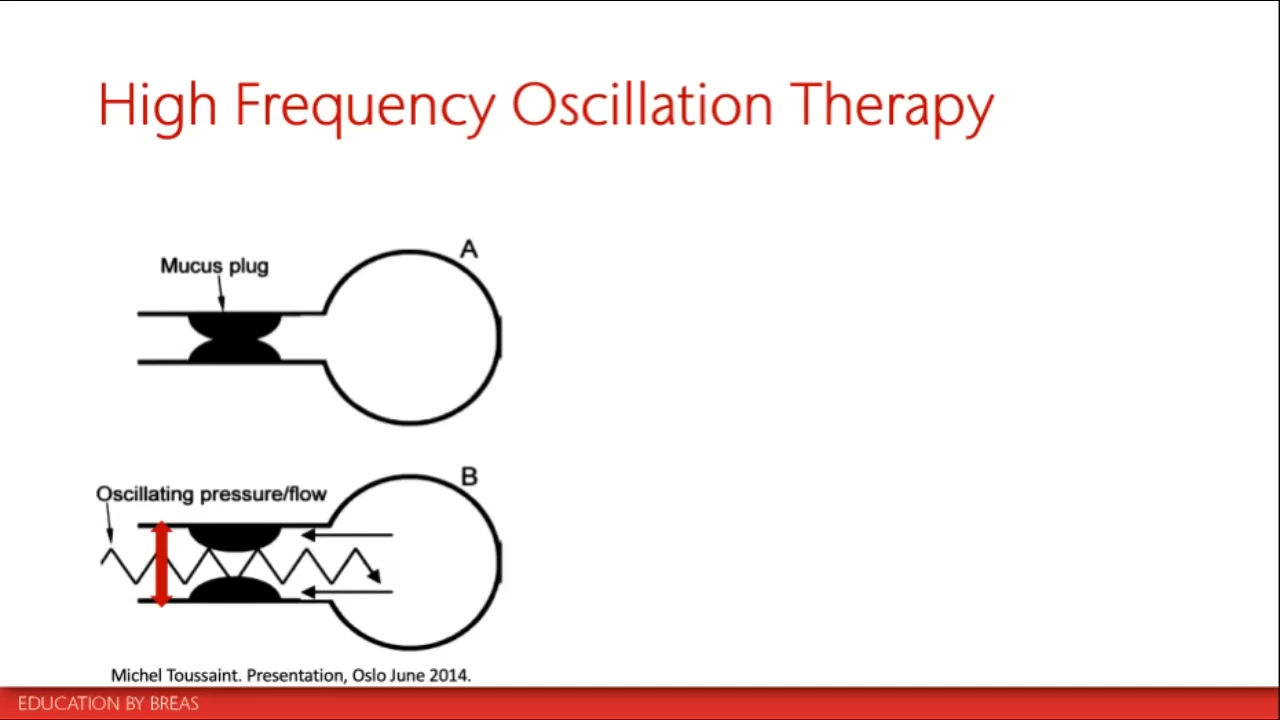 High Frequency Oscillation Therapy
A
Mucus plug
B
Oscillating pressure/flow
Michel Toussaint. Presentation, Oslo June 2014.
EDUCATION BY BREAS